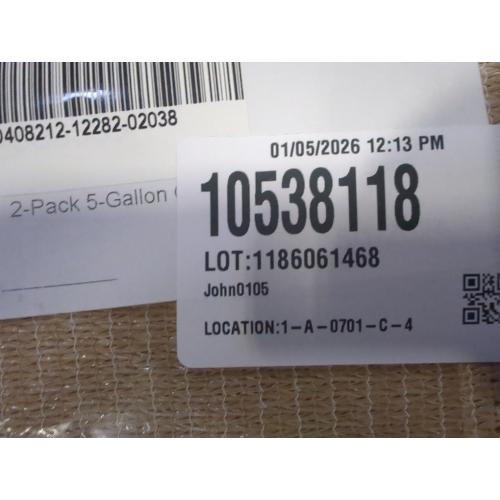 0408212-12282-02038
2-Pack 5-Gallon
01/05/2026 12:13 PM
10538118
LOT:1186061468
John0105
LOCATION:1-A-0701-C-4